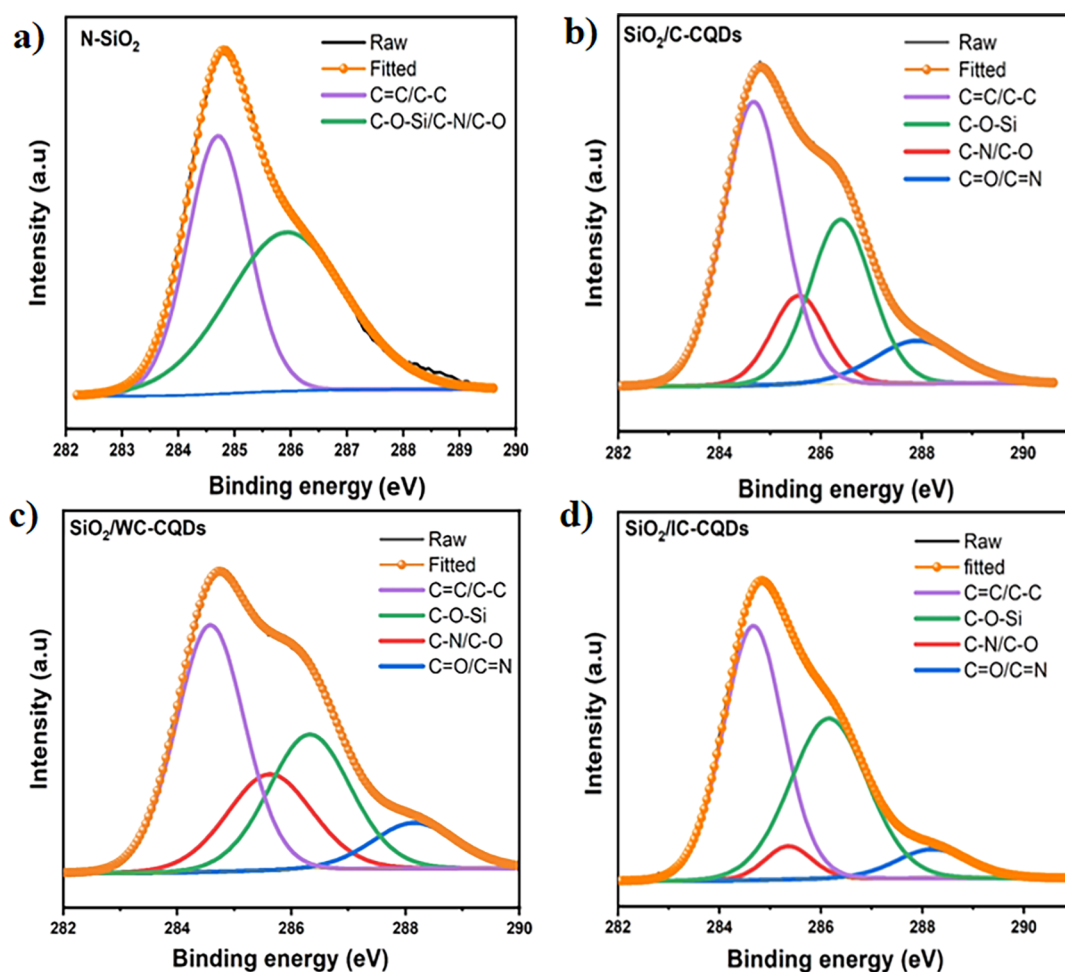 a)
N-SiO₂
Raw
Fitted
C=C/C-C
C-O-Si/C-N/C-O
Intensity (a.u)
282 283 284 285 286 287 288 289 290
Binding energy (eV)
b)
SiO₂/C-CQDs
Raw
Fitted
C=C/C-C
C-O-Si
C-N/C-O
C=O/C=N
Intensity (a.u)
282 284 286 288 290
Binding energy (eV)
c)
SiO₂/WC-CQDs
Raw
Fitted
C=C/C-C
C-O-Si
C-N/C-O
C=O/C=N
Intensity (a.u)
282 284 286 288 290
Binding energy (eV)
d)
SiO₂/IC-CQDs
Raw
fitted
C=C/C-C
C-O-Si
C-N/C-O
C=O/C=N
Intensity (a.u)
282 284 286 288 290
Binding energy (eV)